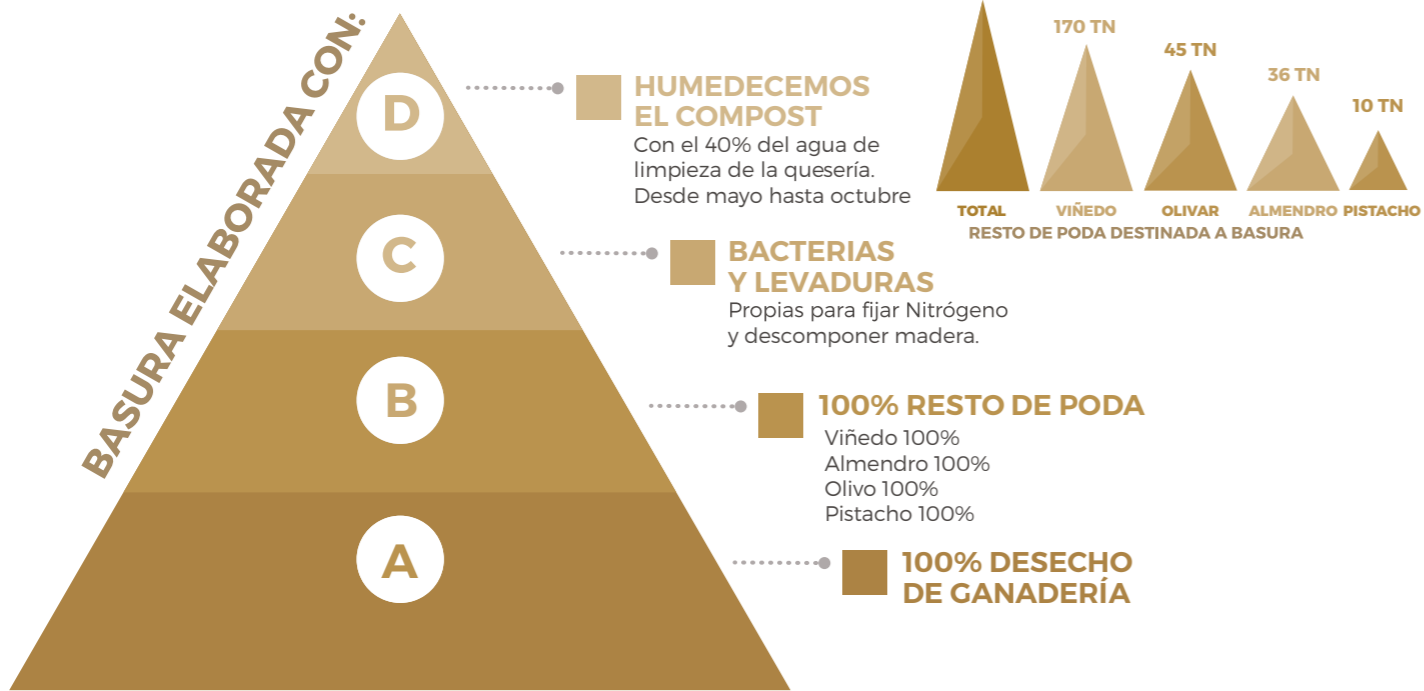 BASURA ELABORADA CON:
D
HUMEDECEMOS
EL COMPOST
Con el 40% del agua de
limpieza de la quesería.
Desde mayo hasta octubre
C
BACTERIAS
Y LEVADURAS
Propias para fijar Nitrógeno
y descomponer madera.
B
100% RESTO DE PODA
Viñedo 100%
Almendro 100%
Olivo 100%
Pistacho 100%
A
100% DESECHO
DE GANADERÍA
170 TN
45 TN
36 TN
10 TN
TOTAL VIÑEDO OLIVAR ALMENDRO PISTACHO
RESTO DE PODA DESTINADA A BASURA